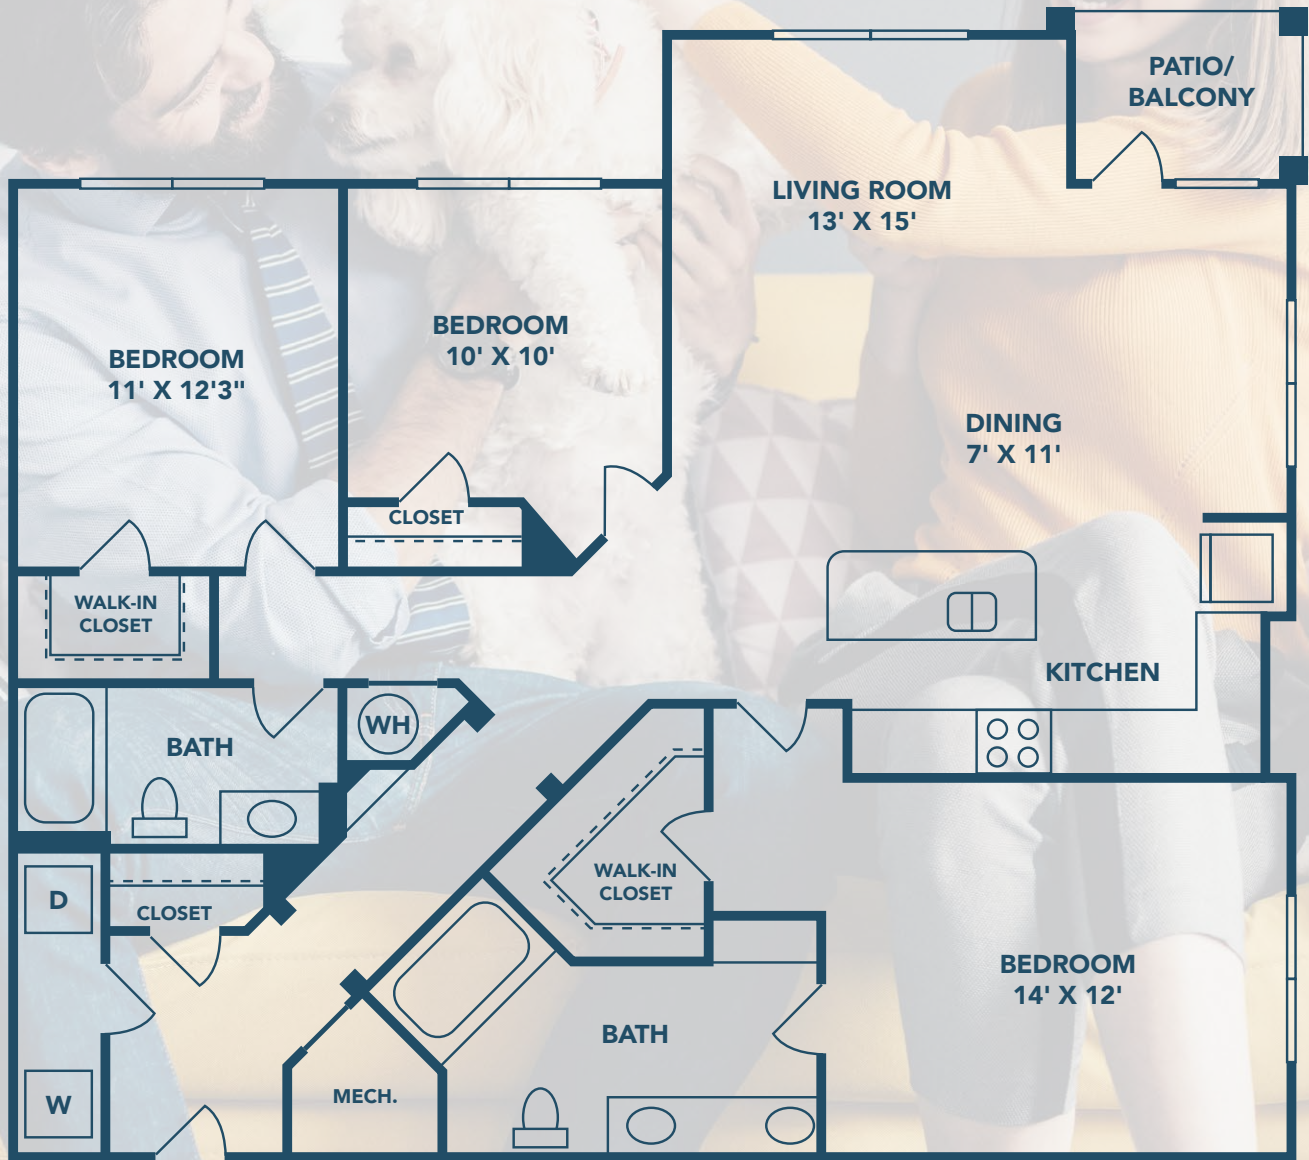 PATIO/
BALCONY
LIVING ROOM
13' X 15'
BEDROOM
10' X 10'
BEDROOM
11' X 12'3"
DINING
7' X 11'
CLOSET
WALK-IN
CLOSET
KITCHEN
WH
BATH
WALK-IN
CLOSET
D
CLOSET
BEDROOM
14' X 12'
BATH
MECH.
W